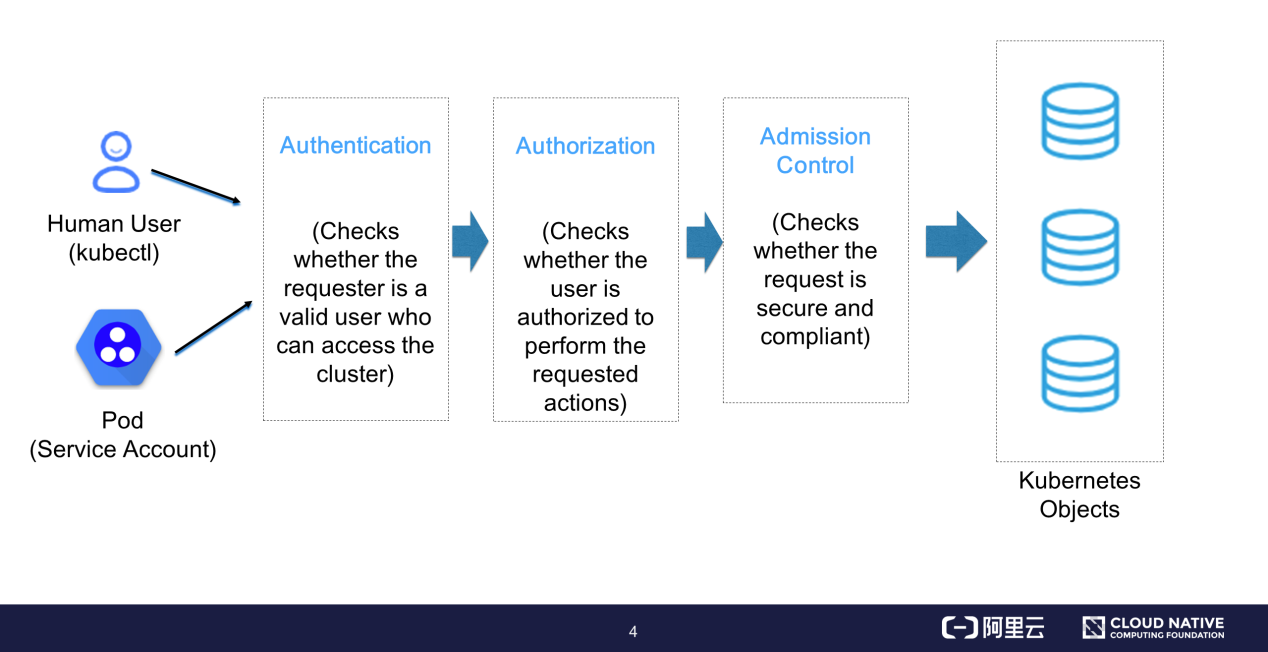 Human User
(kubectl)
Pod
(Service Account)
Authentication
(Checks
whether the
requester is a
valid user who
can access the
cluster)
Authorization
(Checks
whether the
user is
authorized to
perform the
requested
actions)
Admission
Control
(Checks
whether the
request is
secure and
compliant)
Kubernetes
Objects
4
阿里云
CLOUD NATIVE
COMPUTING FOUNDATION